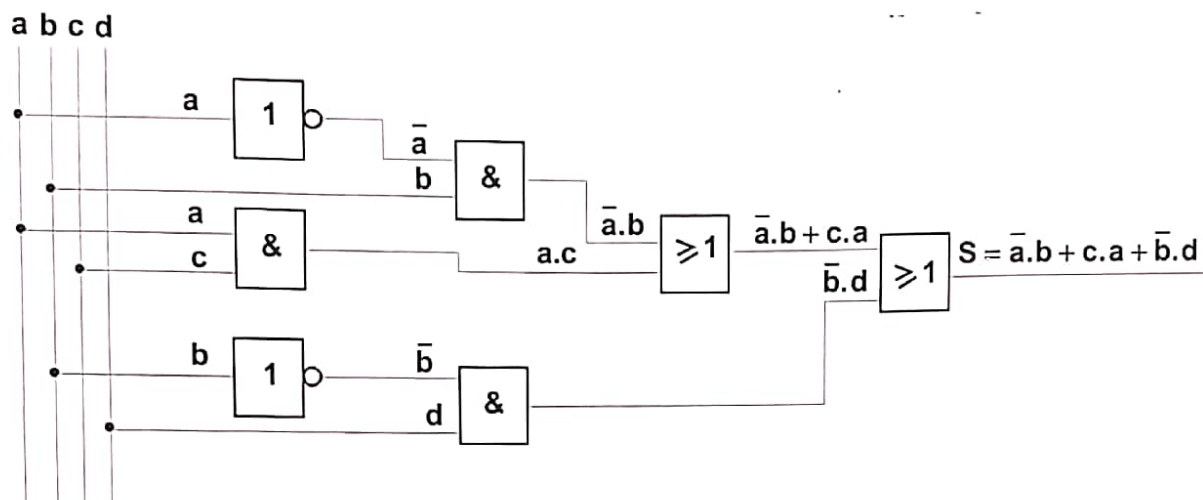 a b c d
a 1 a̅
b &
a̅.b
a & a.c
c
≥1 a̅.b + c.a
b̅.d
≥1 S = a̅.b + c.a + b̅.d
b 1 b̅
d &